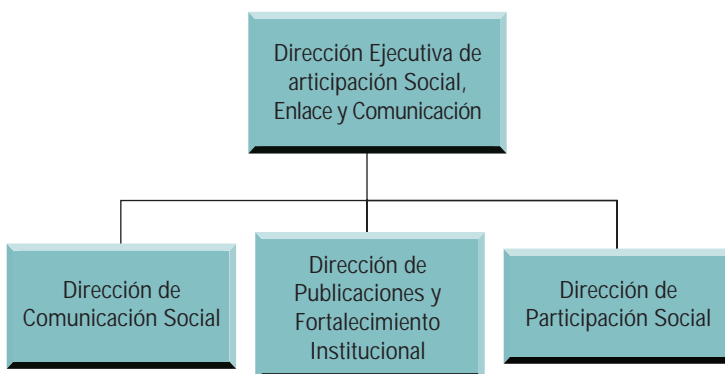 Dirección Ejecutiva de
articipación Social,
Enlace y Comunicación
Dirección de
Comunicación Social
Dirección de
Publicaciones y
Fortalecimiento
Institucional
Dirección de
Participación Social